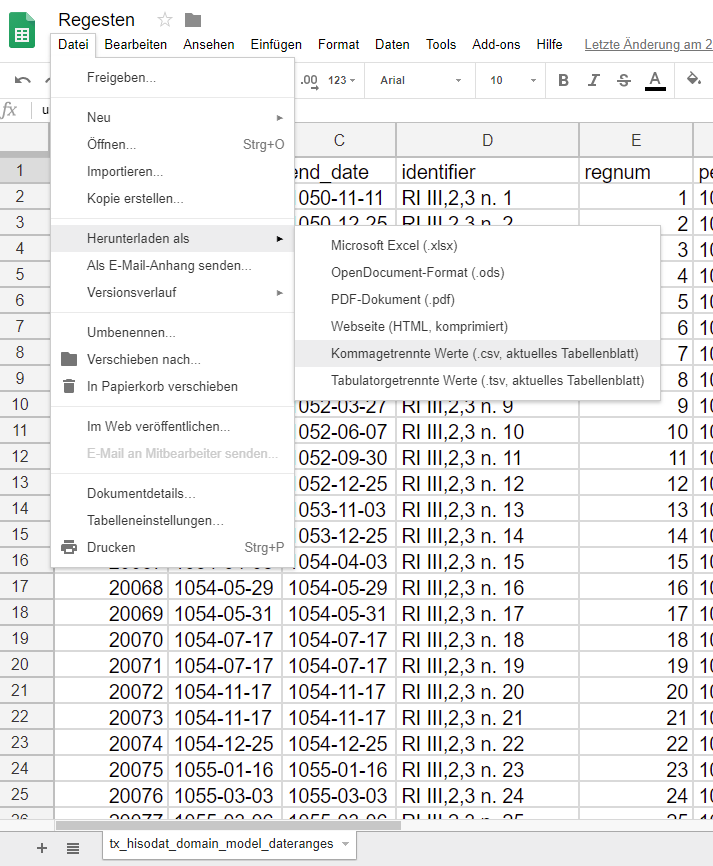 Regesten
Datei Bearbeiten Ansehen Einfügen Format Daten Tools Add-ons Hilfe Letzte Änderung am 2
.00 123 Arial 10 B I S A
fx
Freigeben...
Neu
Öffnen... Strg+O
Importieren...
Kopie erstellen...
Herunterladen als
Als E-Mail-Anhang senden...
Versionsverlauf
Umbenennen...
Verschieben nach...
In Papierkorb verschieben
Im Web veröffentlichen...
E-Mail an Mitbearbeiter senden...
Dokumentdetails...
Tabelleneinstellungen...
Drucken Strg+P
Microsoft Excel (.xlsx)
OpenDocument-Format (.ods)
PDF-Dokument (.pdf)
Webseite (HTML, komprimiert)
Kommagetrennte Werte (.csv, aktuelles Tabellenblatt)
Tabulatorgetrennte Werte (.tsv, aktuelles Tabellenblatt)
C D E
1 end_date identifier regnum pe
2 050-11-11 RI III,2,3 n. 1 1 10
3 050-12-25 RI III,2,3 n. 2 2 10
4 3 10
5 4 10
6 5 10
7 6 10
8 7 10
9 8 10
10 052-03-27 RI III,2,3 n. 9 9 10
11 052-06-07 RI III,2,3 n. 10 10 10
12 052-09-30 RI III,2,3 n. 11 11 10
13 052-12-25 RI III,2,3 n. 12 12 10
14 053-11-03 RI III,2,3 n. 13 13 10
15 053-12-25 RI III,2,3 n. 14 14 10
16 1054-04-03 RI III,2,3 n. 15 15 10
17 20068 1054-05-29 1054-05-29 RI III,2,3 n. 16 16 10
18 20069 1054-05-31 1054-05-31 RI III,2,3 n. 17 17 10
19 20070 1054-07-17 1054-07-17 RI III,2,3 n. 18 18 10
20 20071 1054-07-17 1054-07-17 RI III,2,3 n. 19 19 10
21 20072 1054-11-17 1054-11-17 RI III,2,3 n. 20 20 10
22 20073 1054-11-17 1054-11-17 RI III,2,3 n. 21 21 10
23 20074 1054-12-25 1054-12-25 RI III,2,3 n. 22 22 10
24 20075 1055-01-16 1055-01-16 RI III,2,3 n. 23 23 10
25 20076 1055-03-03 1055-03-03 RI III,2,3 n. 24 24 10
tx_hisodat_domain_model_dateranges